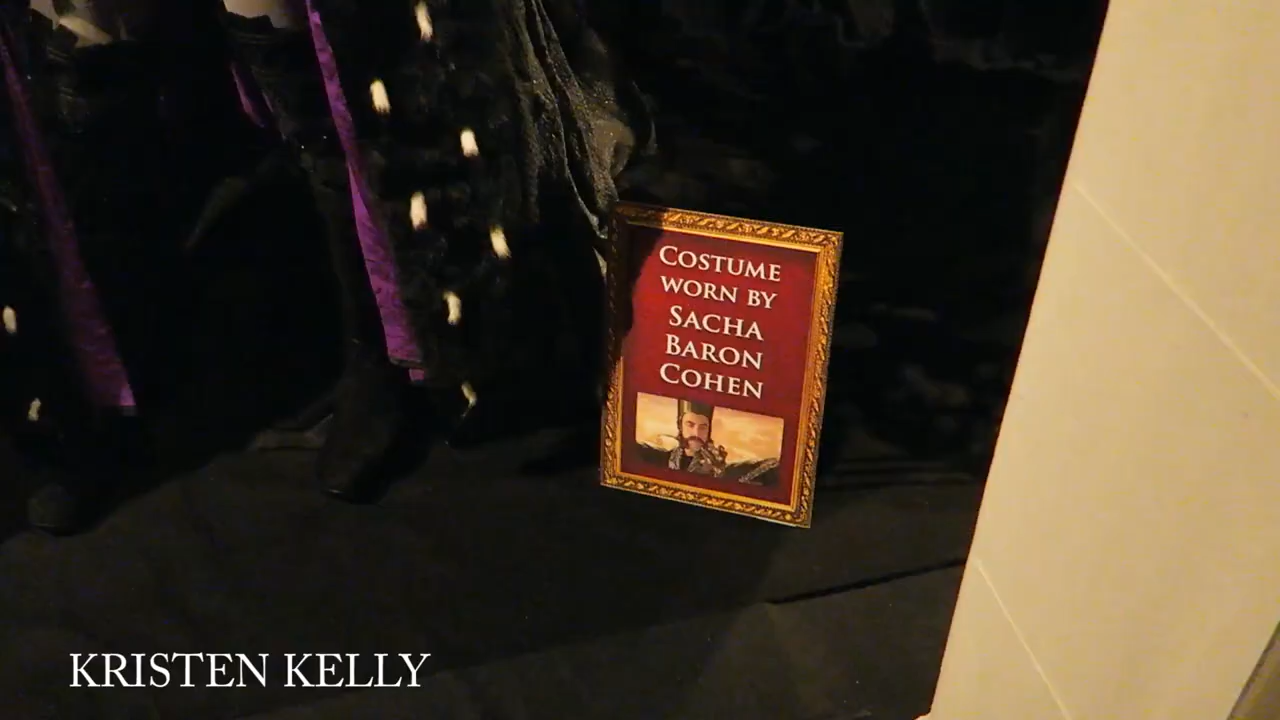 COSTUME
WORN BY
SACHA
BARON
COHEN
KRISTEN KELLY